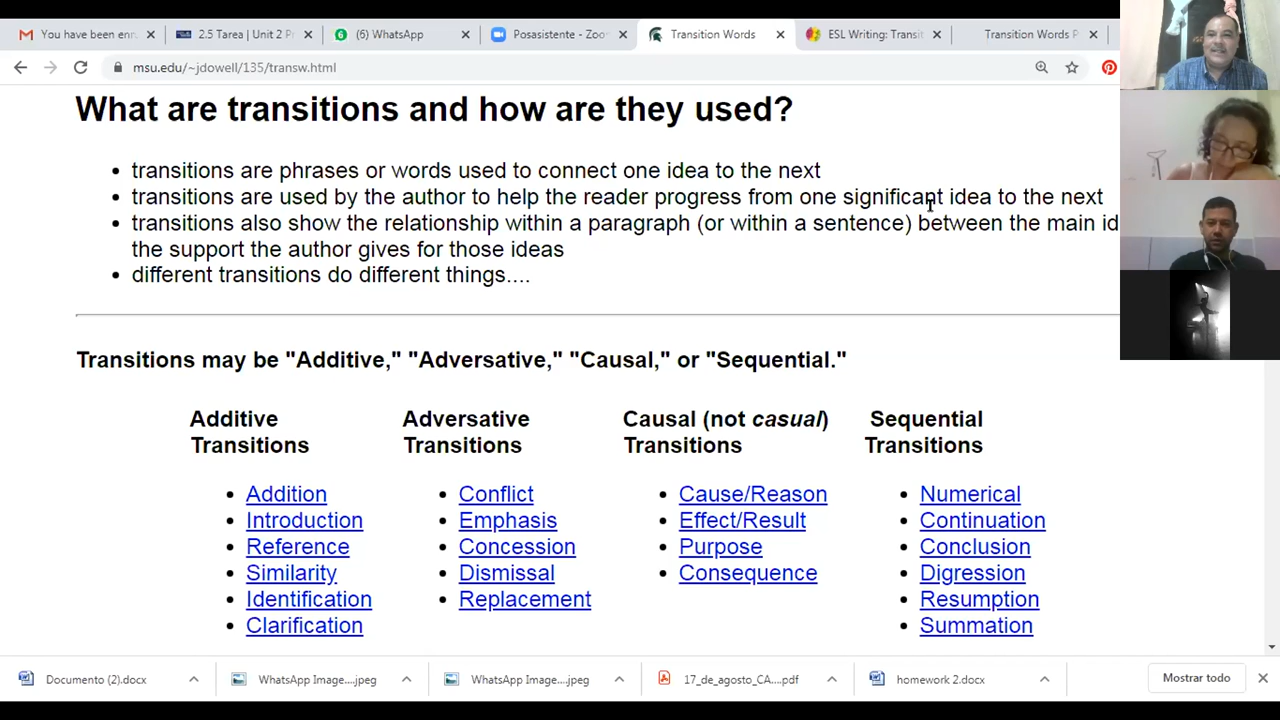 You have been enr
2.5 Tarea | Unit 2 P
(6) WhatsApp
Posasistente - Zoo
Transition Words
ESL Writing: Transit
Transition Words P
msu.edu/~jdowell/135/transw.html
What are transitions and how are they used?
transitions are phrases or words used to connect one idea to the next
transitions are used by the author to help the reader progress from one significant idea to the next
transitions also show the relationship within a paragraph (or within a sentence) between the main id
the support the author gives for those ideas
different transitions do different things....
Transitions may be "Additive," "Adversative," "Causal," or "Sequential."
Additive
Transitions
Addition
Introduction
Reference
Similarity
Identification
Clarification
Adversative
Transitions
Conflict
Emphasis
Concession
Dismissal
Replacement
Causal (not casual)
Transitions
Cause/Reason
Effect/Result
Purpose
Consequence
Sequential
Transitions
Numerical
Continuation
Conclusion
Digression
Resumption
Summation
Documento (2).docx
WhatsApp Image....jpeg
WhatsApp Image....jpeg
17_de_agosto_CA....pdf
homework 2.docx
Mostrar todo